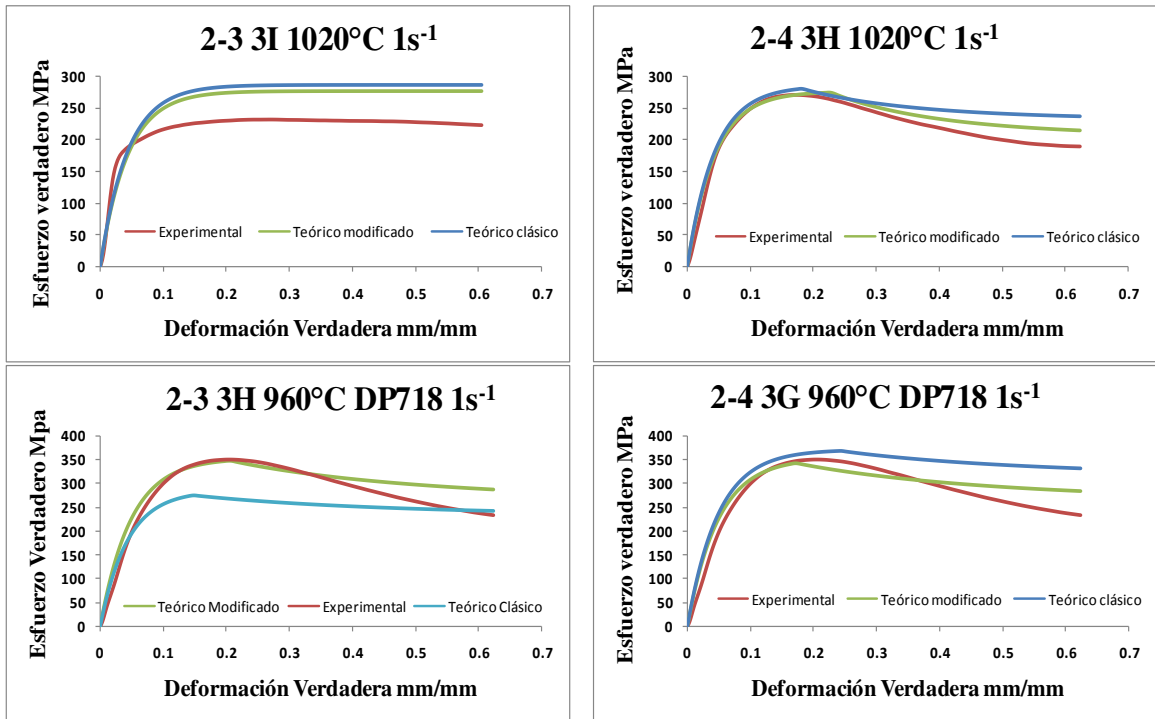 2-3 3I 1020°C 1s⁻¹
Esfuerzo verdadero MPa
300
250
200
150
100
50
0
Experimental Teórico modificado Teórico clásico
0 0.1 0.2 0.3 0.4 0.5 0.6 0.7
Deformación Verdadera mm/mm
2-4 3H 1020°C 1s⁻¹
Esfuerzo verdadero MPa
300
250
200
150
100
50
0
Experimental Teórico modificado Teórico clásico
0 0.1 0.2 0.3 0.4 0.5 0.6 0.7
Deformación Verdadera mm/mm
2-3 3H 960°C DP718 1s⁻¹
Esfuerzo Verdadero Mpa
400
350
300
250
200
150
100
50
0
Teórico Modificado Experimental Teórico Clásico
0 0.1 0.2 0.3 0.4 0.5 0.6 0.7
Deformación Verdadera mm/mm
2-4 3G 960°C DP718 1s⁻¹
Esfuerzo verdadero MPa
400
350
300
250
200
150
100
50
0
Experimental Teórico modificado Teórico clásico
0 0.1 0.2 0.3 0.4 0.5 0.6 0.7
Deformación Verdadera mm/mm